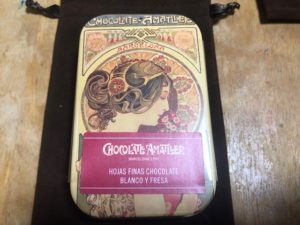 CHOCOLATE AMATLLER
BARCELONA
CHOCOLATE AMATLLER
BARCELONA 1797
HOJAS FINAS CHOCOLATE
BLANCO Y FRESA